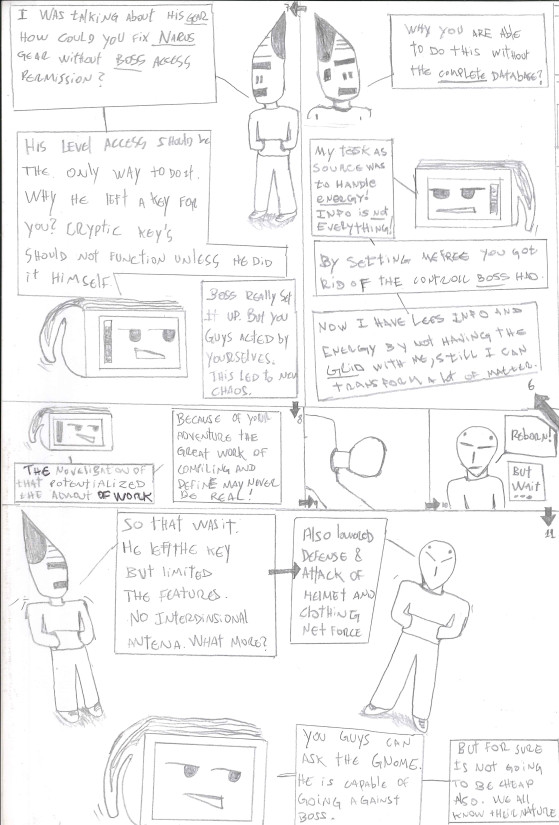 I WAS TALKING ABOUT HIS GEAR
HOW COULD YOU FIX NARUS
GEAR WITHOUT BOSS ACCESS
PERMISSION?
HIS LEVEL ACCESS SHOULD BE
THE ONLY WAY TO DO IT.
WHY HE LEFT A KEY FOR
YOU? CRYPTIC KEY'S
SHOULD NOT FUNCTION UNLESS HE DID
IT HIMSELF
BOSS REALLY SET
IT UP. BUT YOU
GUYS ACTED BY
YOURSELVES.
THIS LED TO NEW
CHAOS.
7
WHY YOU ARE ABLE
TO DO THIS WITHOUT
THE COMPLETE DATABASE?
MY TASK AS
SOURCE WAS
TO HANDLE
ENERGY!
INFO IS NOT
EVERYTHING!
BY SETTING ME FREE YOU GOT
RID OF THE CONTROLL BOSS HAD.
NOW I HAVE LESS INFO AND
ENERGY BY NOT HAVING THE
WITH ME, STILL I CAN
TRANSFORM A LOT OF MATTER.
6
8
THE
THAT POTENTIALIZED
THE ADVENT OF WORK
BECAUSE OF YOUR
ADVENTURE THE
GREAT WORK OF
COMPILING AND
DEFINE MAY NEVER
BE REAL!
9
10
REBORN!
BUT
WAIT
...
11
SO THAT WAS IT.
HE LEFT THE KEY
BUT LIMITED
THE FEATURES.
NO INTERDINSIONAL
ANTENA. WHAT MORE?
ALSO LOWERED
DEFENSE &
ATTACK OF
HELMET AND
CLOTHING
NET FORCE
YOU GUYS CAN
ASK THE GNOME.
HE IS CAPABLE OF
GOING AGAINST
BOSS.
BUT FOR SURE
IS NOT GOING
TO BE CHEAP
ALSO. WE ALL
KNOW THEIR NATURE